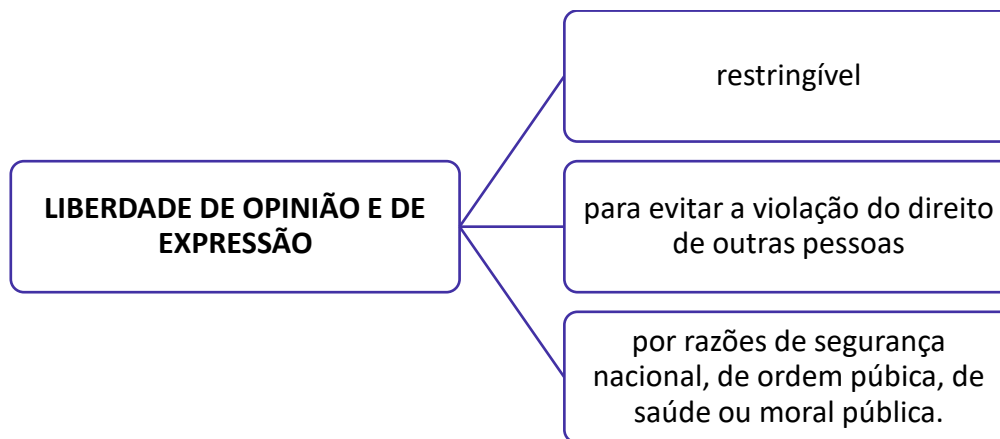 LIBERDADE DE OPINIÃO E DE
EXPRESSÃO
restringível
para evitar a violação do direito
de outras pessoas
por razões de segurança
nacional, de ordem púbica, de
saúde ou moral pública.